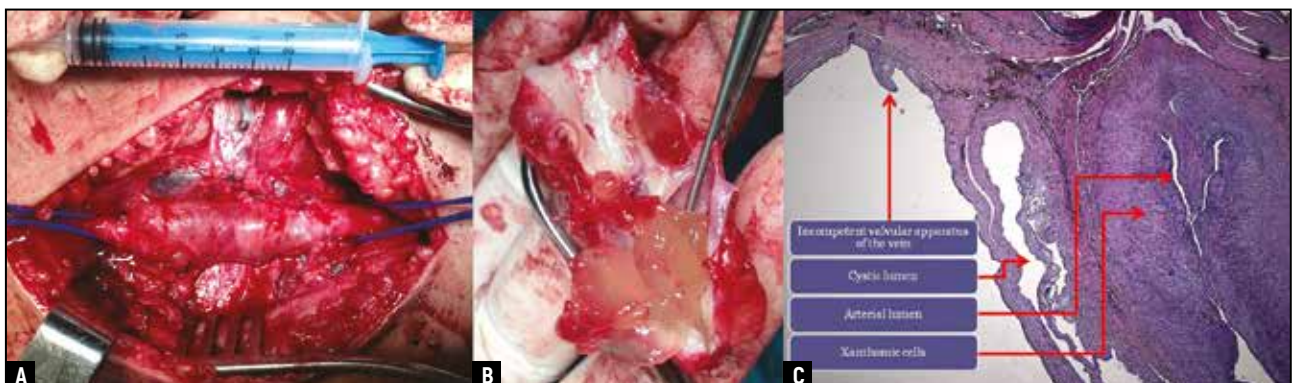 Incompetent valvular apparatus
of the vein
Cystic lumen
Arterial lumen
Xanthomic cells
A
B
C